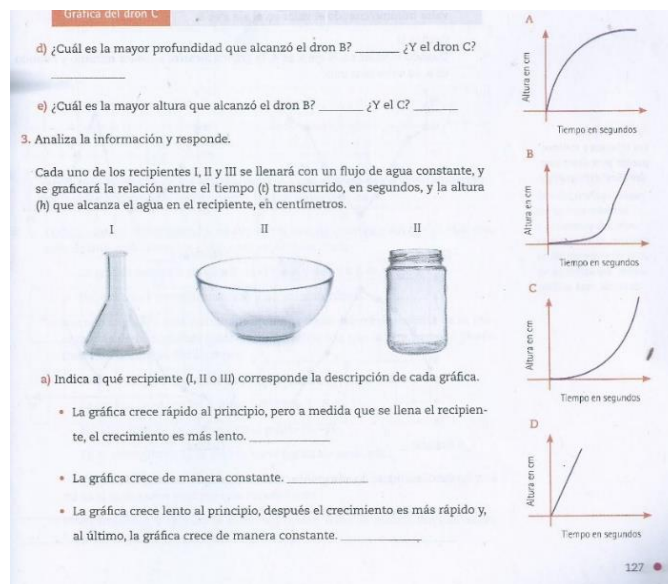 Gráfica del dron C
d) ¿Cuál es la mayor profundidad que alcanzó el dron B? ________ ¿Y el dron C?
_____________
e) ¿Cuál es la mayor altura que alcanzó el dron B? ________ ¿Y el C? ________
3. Analiza la información y responde.
Cada uno de los recipientes I, II y III se llenará con un flujo de agua constante, y
se graficará la relación entre el tiempo (t) transcurrido, en segundos, y la altura
(h) que alcanza el agua en el recipiente, en centímetros.
I II II
a) Indica a qué recipiente (I, II o III) corresponde la descripción de cada gráfica.
• La gráfica crece rápido al principio, pero a medida que se llena el recipien-
te, el crecimiento es más lento. ______________
• La gráfica crece de manera constante. ______________
• La gráfica crece lento al principio, después el crecimiento es más rápido y,
al último, la gráfica crece de manera constante. ______________
A
Altura en cm
Tiempo en segundos
B
Altura en cm
Tiempo en segundos
C
Altura en cm
Tiempo en segundos
D
Altura en cm
Tiempo en segundos
127